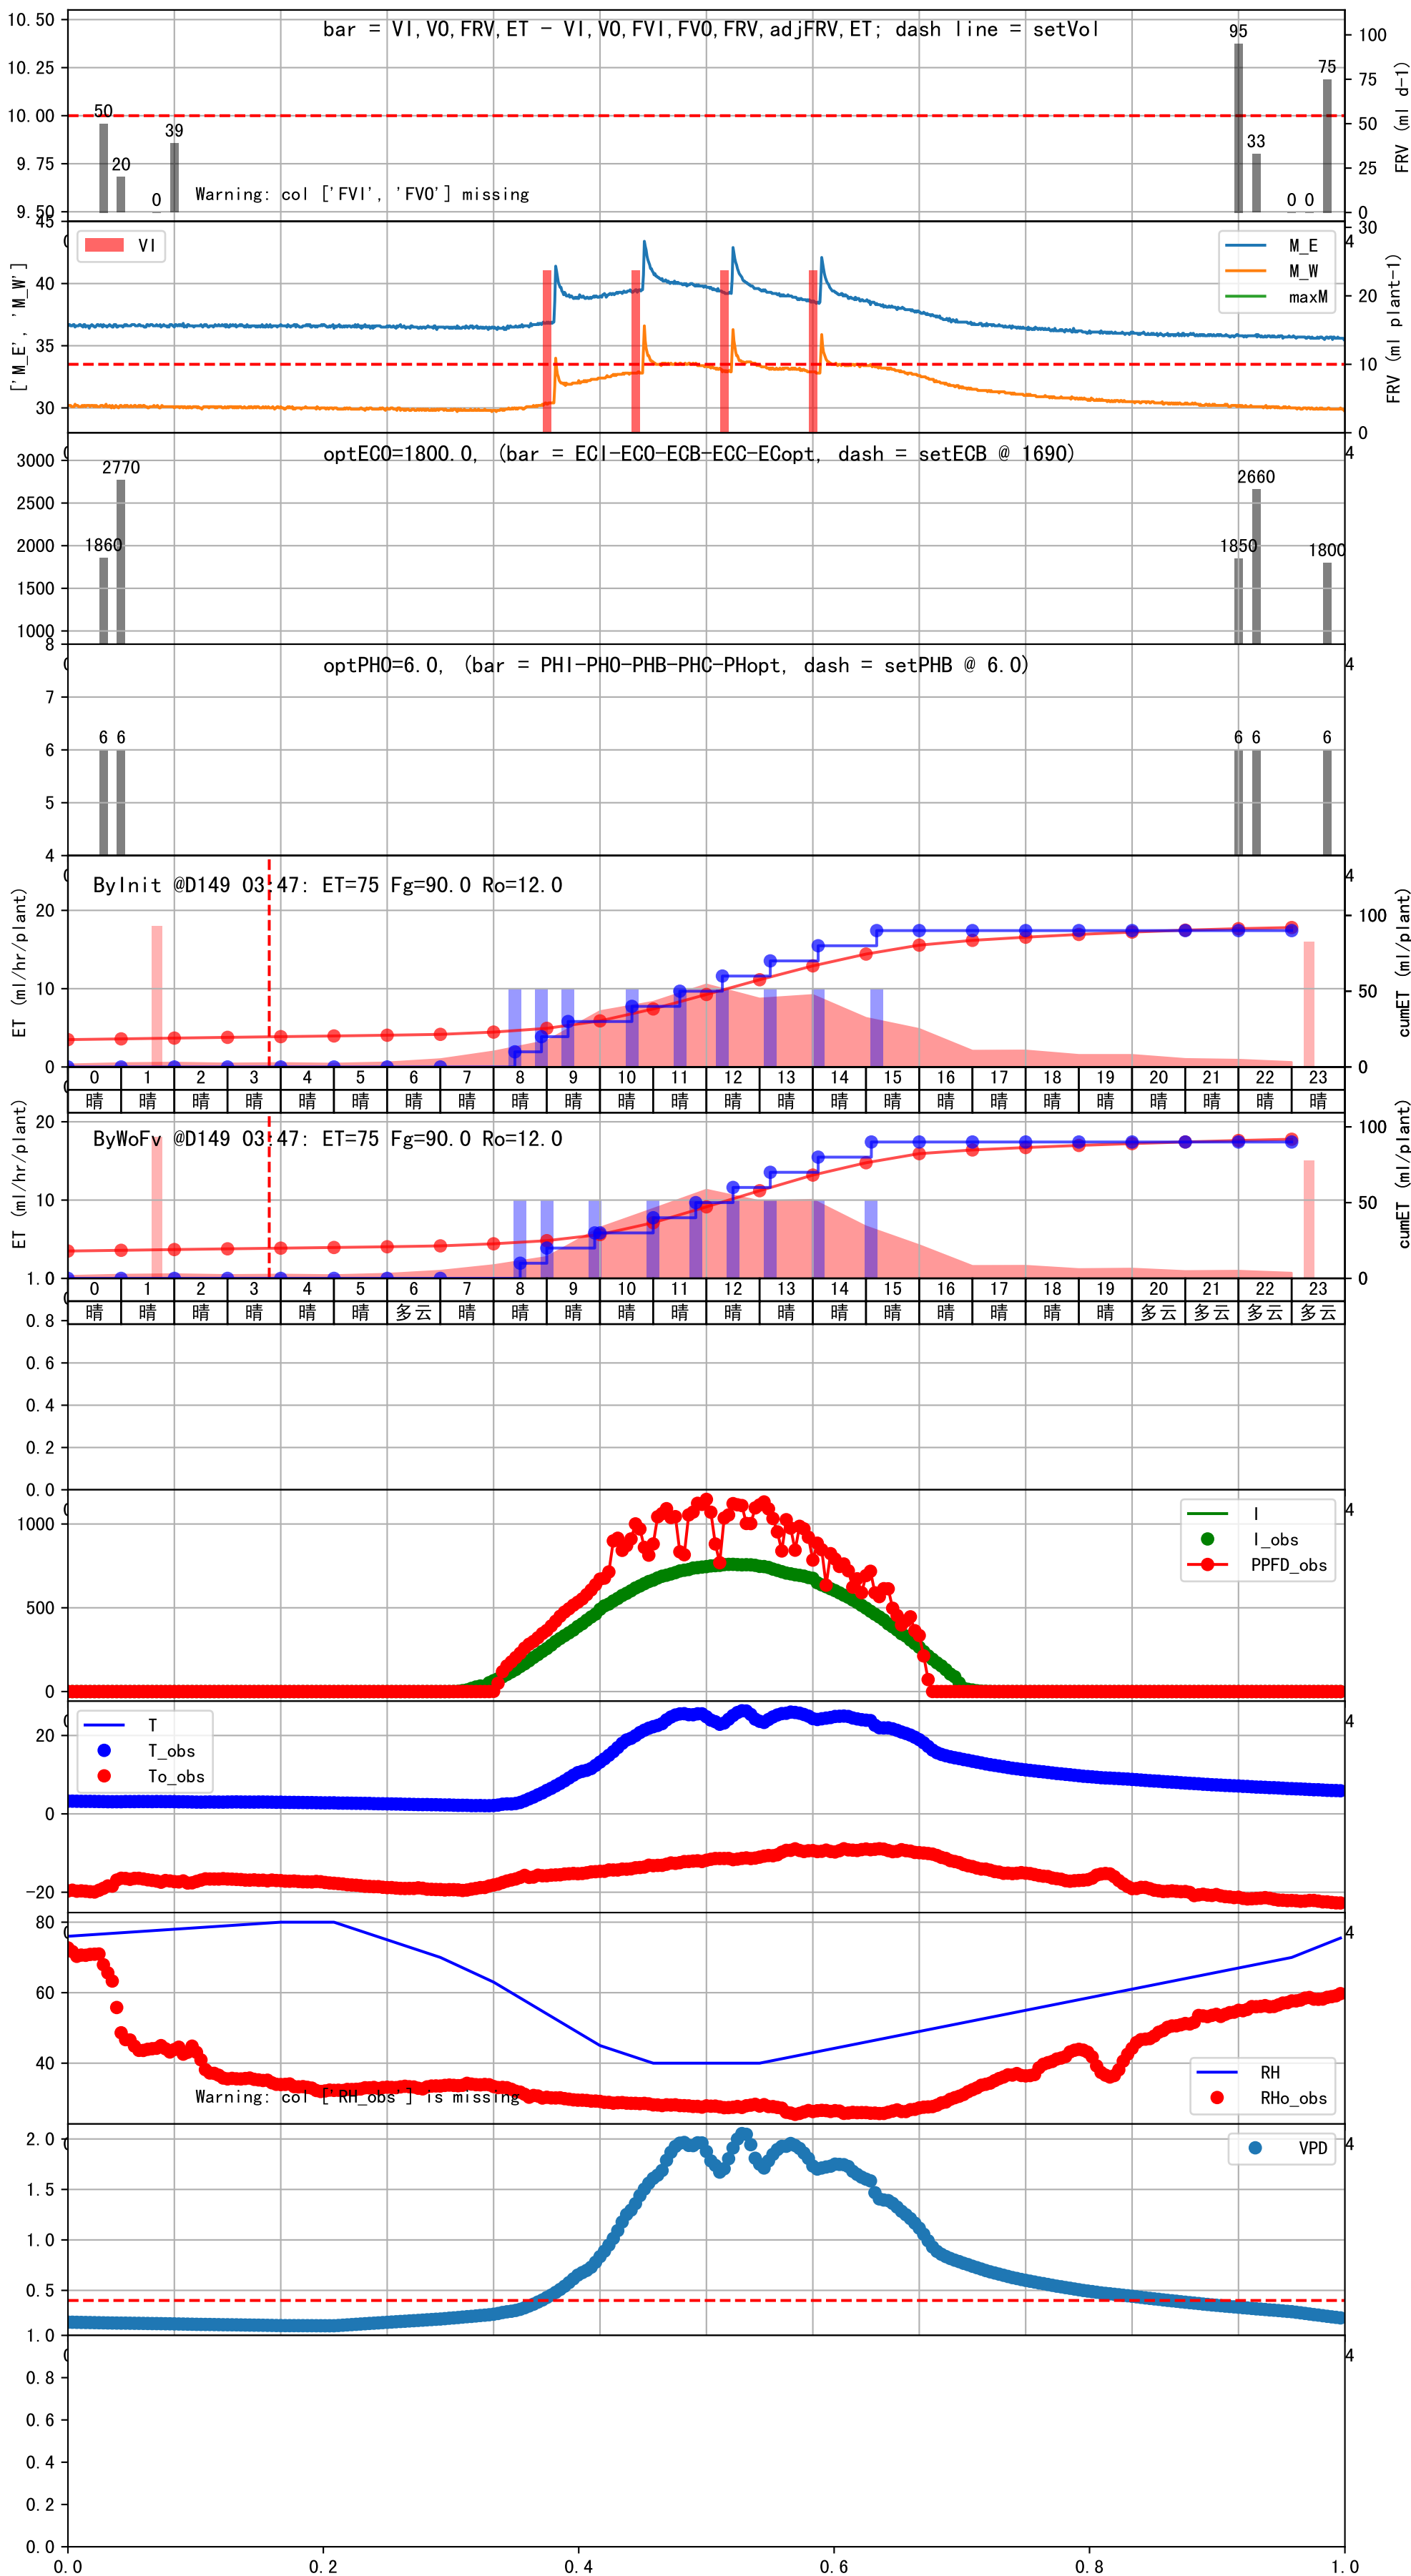 bar = VI,VO,FRV,ET - VI,VO,FVI,FVO,FRV,adjFRV,ET; dash line = setVol
10.50
10.25
10.00
9.75
9.50
50
20
0
39
95
33
0
0
75
Warning: col ['FVI', 'FVO'] missing
100
75
50
25
0
FRV (ml d-1)
45
40
35
30
['M_E', 'M_W']
VI
M_E
M_W
maxM
4
30
20
10
0
FRV (ml plant-1)
optECO=1800.0, (bar = ECI-ECO-ECB-ECC-ECopt, dash = setECB @ 1690)
3000
2500
2000
1500
1000
1860
2770
1850
2660
1800
4
optPHO=6.0, (bar = PHI-PHO-PHB-PHC-PHopt, dash = setPHB @ 6.0)
8
7
6
5
4
6 6
6 6
6
4
ByInit @D149 03:47: ET=75 Fg=90.0 Ro=12.0
20
10
0
ET (ml/hr/plant)
4
100
50
0
cumET (ml/plant)
0 1 2 3 4 5 6 7 8 9 10 11 12 13 14 15 16 17 18 19 20 21 22 23
晴 晴 晴 晴 晴 晴 晴 晴 晴 晴 晴 晴 晴 晴 晴 晴 晴 晴 晴 晴 晴 晴 晴 晴
ByWoFv @D149 03:47: ET=75 Fg=90.0 Ro=12.0
20
10
ET (ml/hr/plant)
100
50
0
cumET (ml/plant)
0 1 2 3 4 5 6 7 8 9 10 11 12 13 14 15 16 17 18 19 20 21 22 23
晴 晴 晴 晴 晴 晴 多云 晴 晴 晴 晴 晴 晴 晴 晴 晴 晴 晴 晴 晴 多云 多云 多云 多云
1.0
0.8
0.6
0.4
0.2
0.0
1000
500
0
I
I_obs
PPFD_obs
4
20
0
-20
T
T_obs
To_obs
4
80
60
40
Warning: col ['RH_obs'] is missing
RH
RHo_obs
4
2.0
1.5
1.0
0.5
VPD
4
1.0
0.8
0.6
0.4
0.2
0.0
4
0.0 0.2 0.4 0.6 0.8 1.0